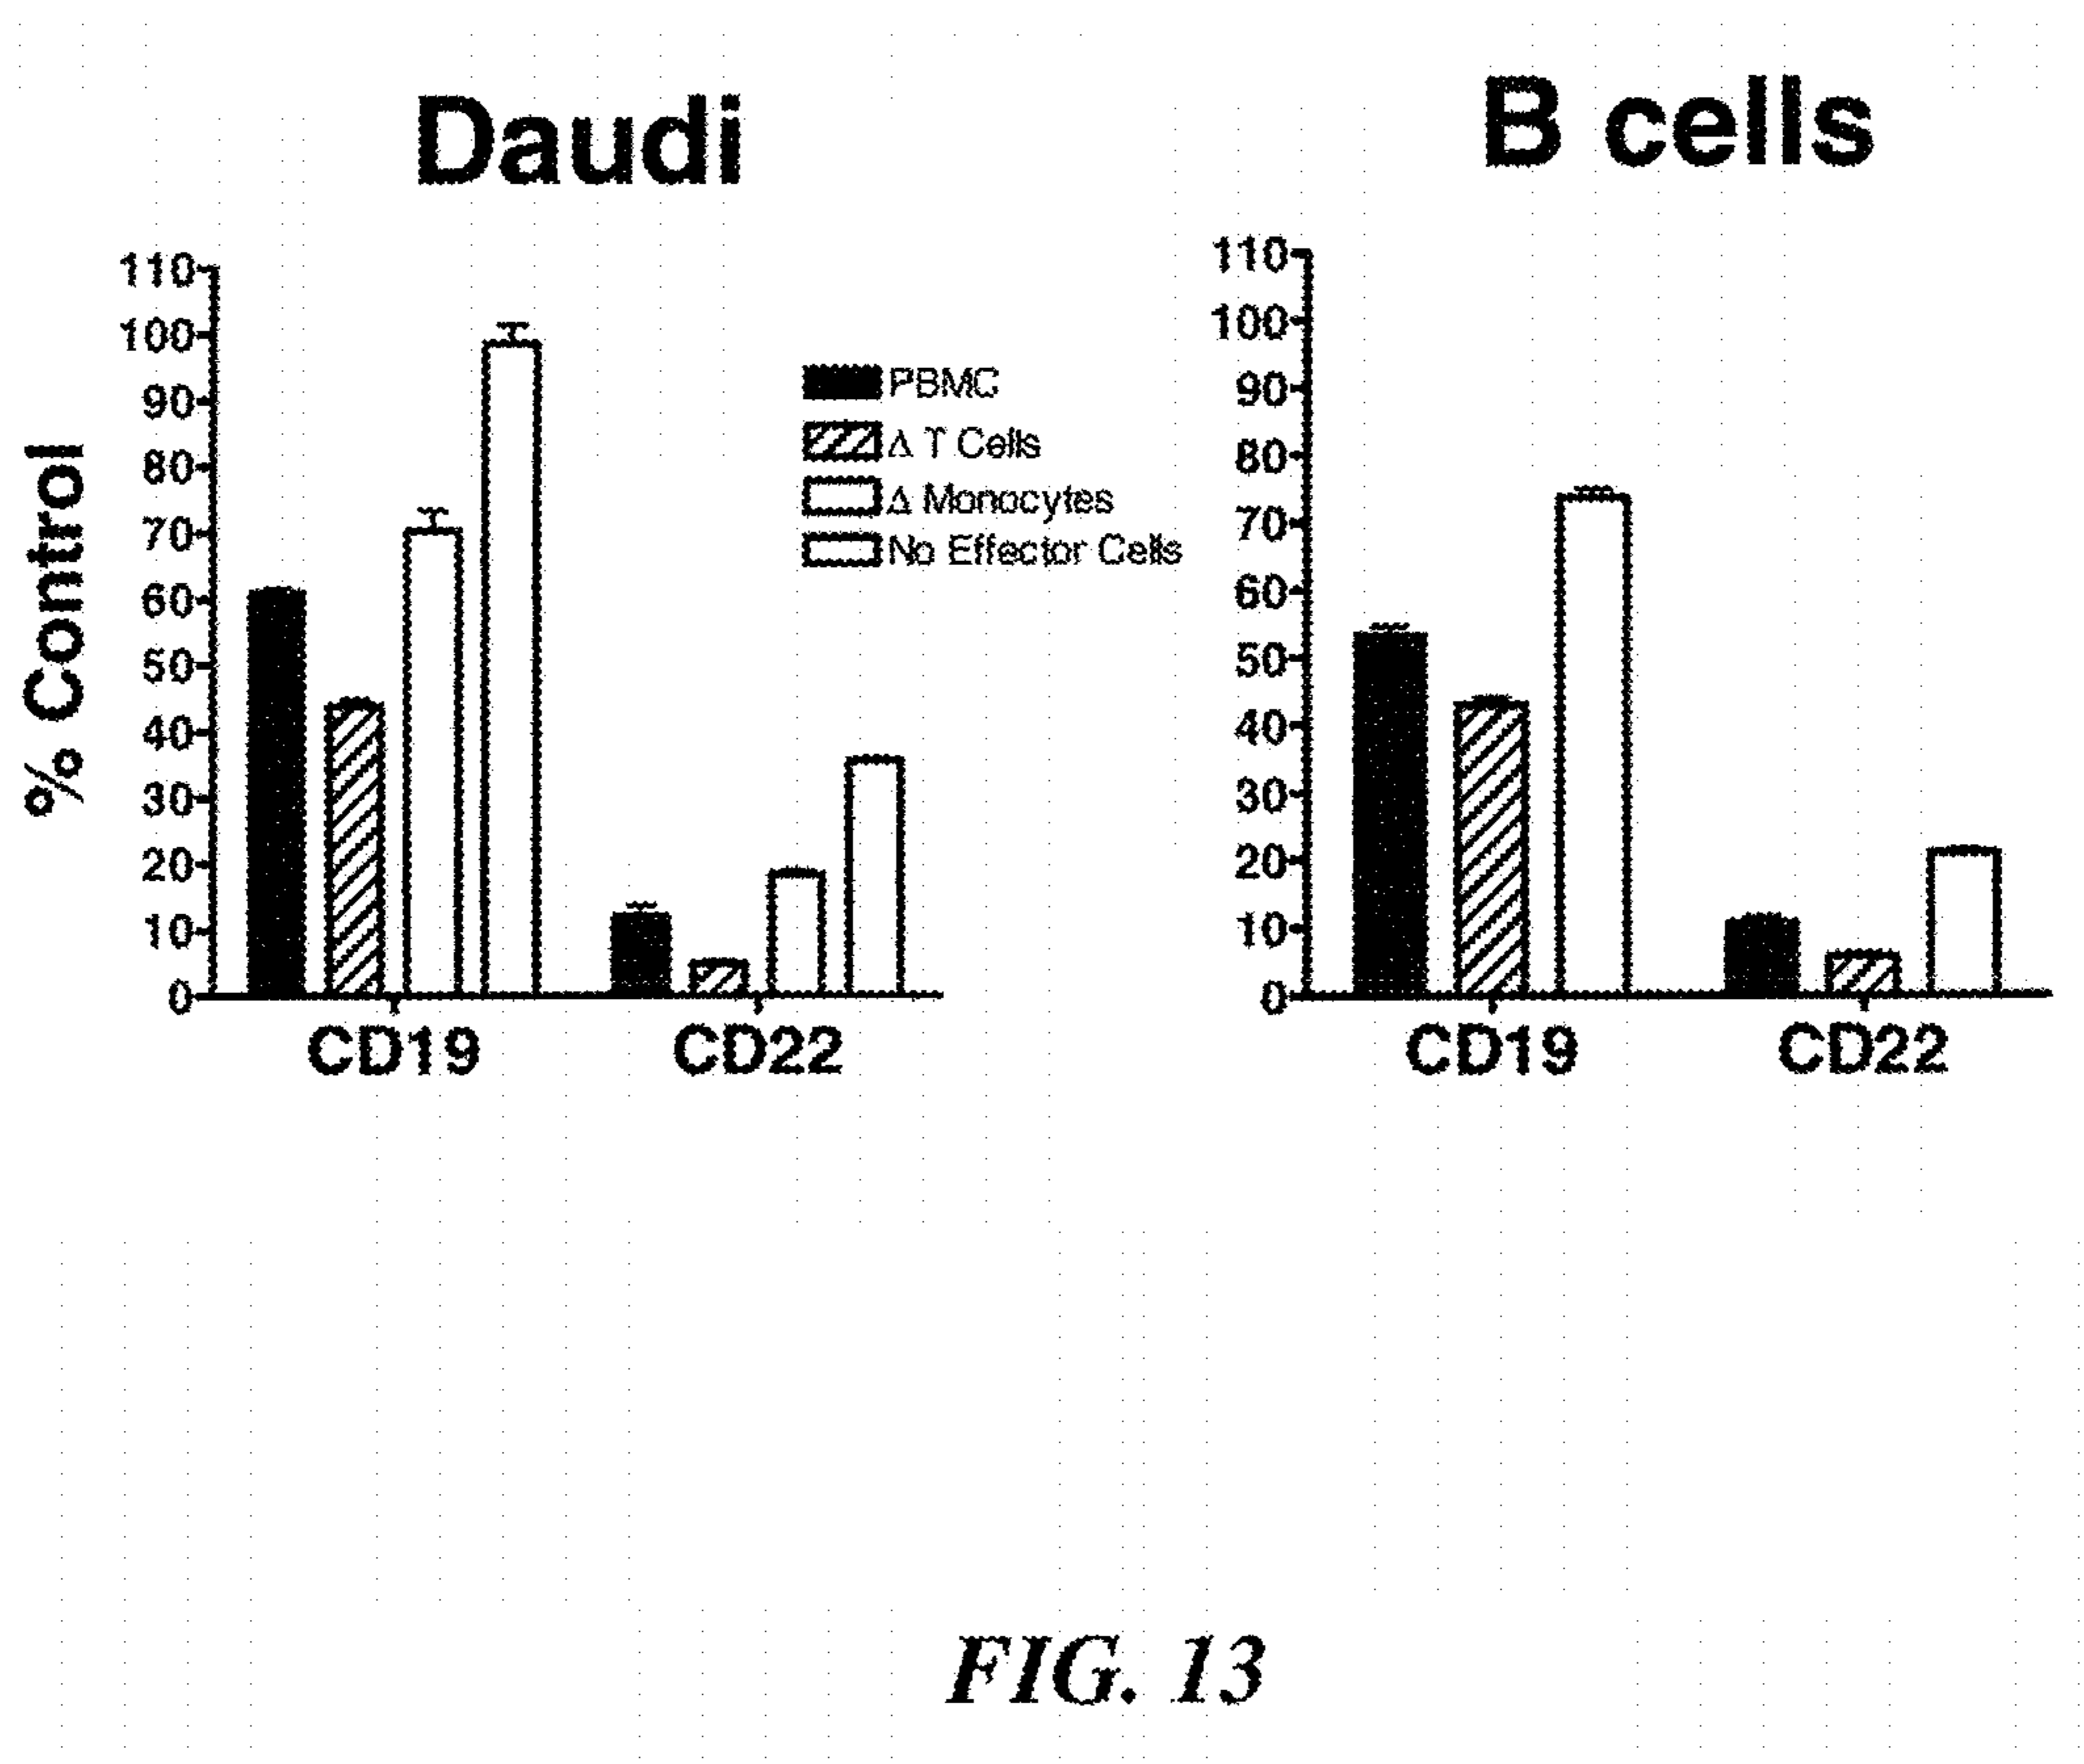 Daudi
B cells
% Control
110
100
90
80
70
60
50
40
30
20
10
0
PBMC
Δ T Cells
Δ Monocytes
No Effector Cells
CD19
CD22
110
100
90
80
70
60
50
40
30
20
10
0
CD19
CD22
FIG. 13